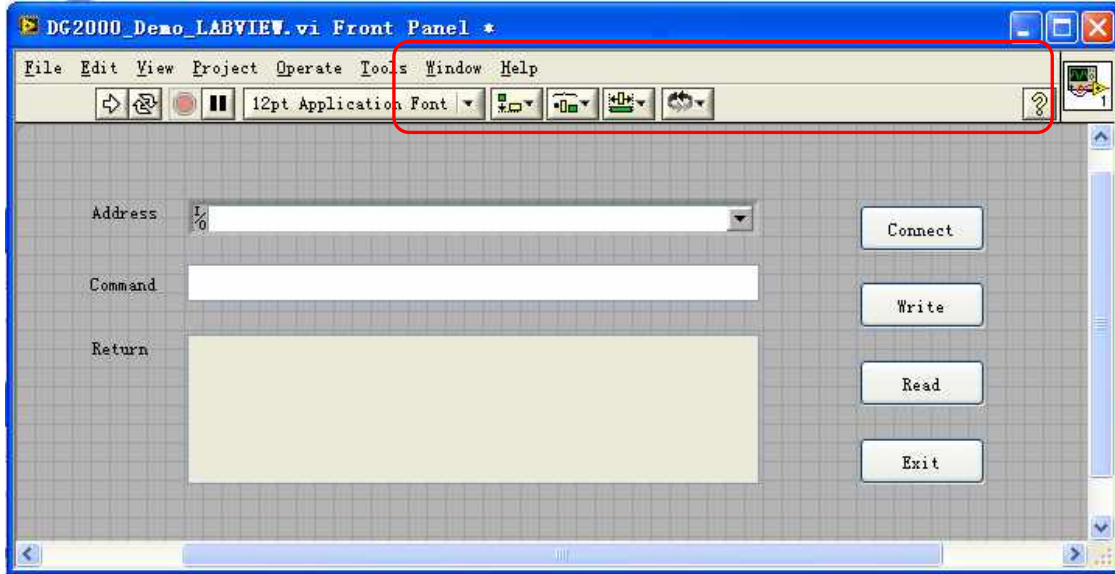 DG2000_Demo_LABVIEW.vi Front Panel *
File Edit View Project Operate Tools Window Help
12pt Application Font
?
1
Address
I/O
Connect
Command
Write
Return
Read
Exit